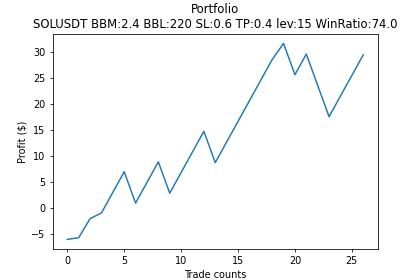 Portfolio
SOLUSDT BBM:2.4 BBL:220 SL:0.6 TP:0.4 lev:15 WinRatio:74.0
30
25
20
15
10
5
0
−5
Profit ($)
0 5 10 15 20 25
Trade counts